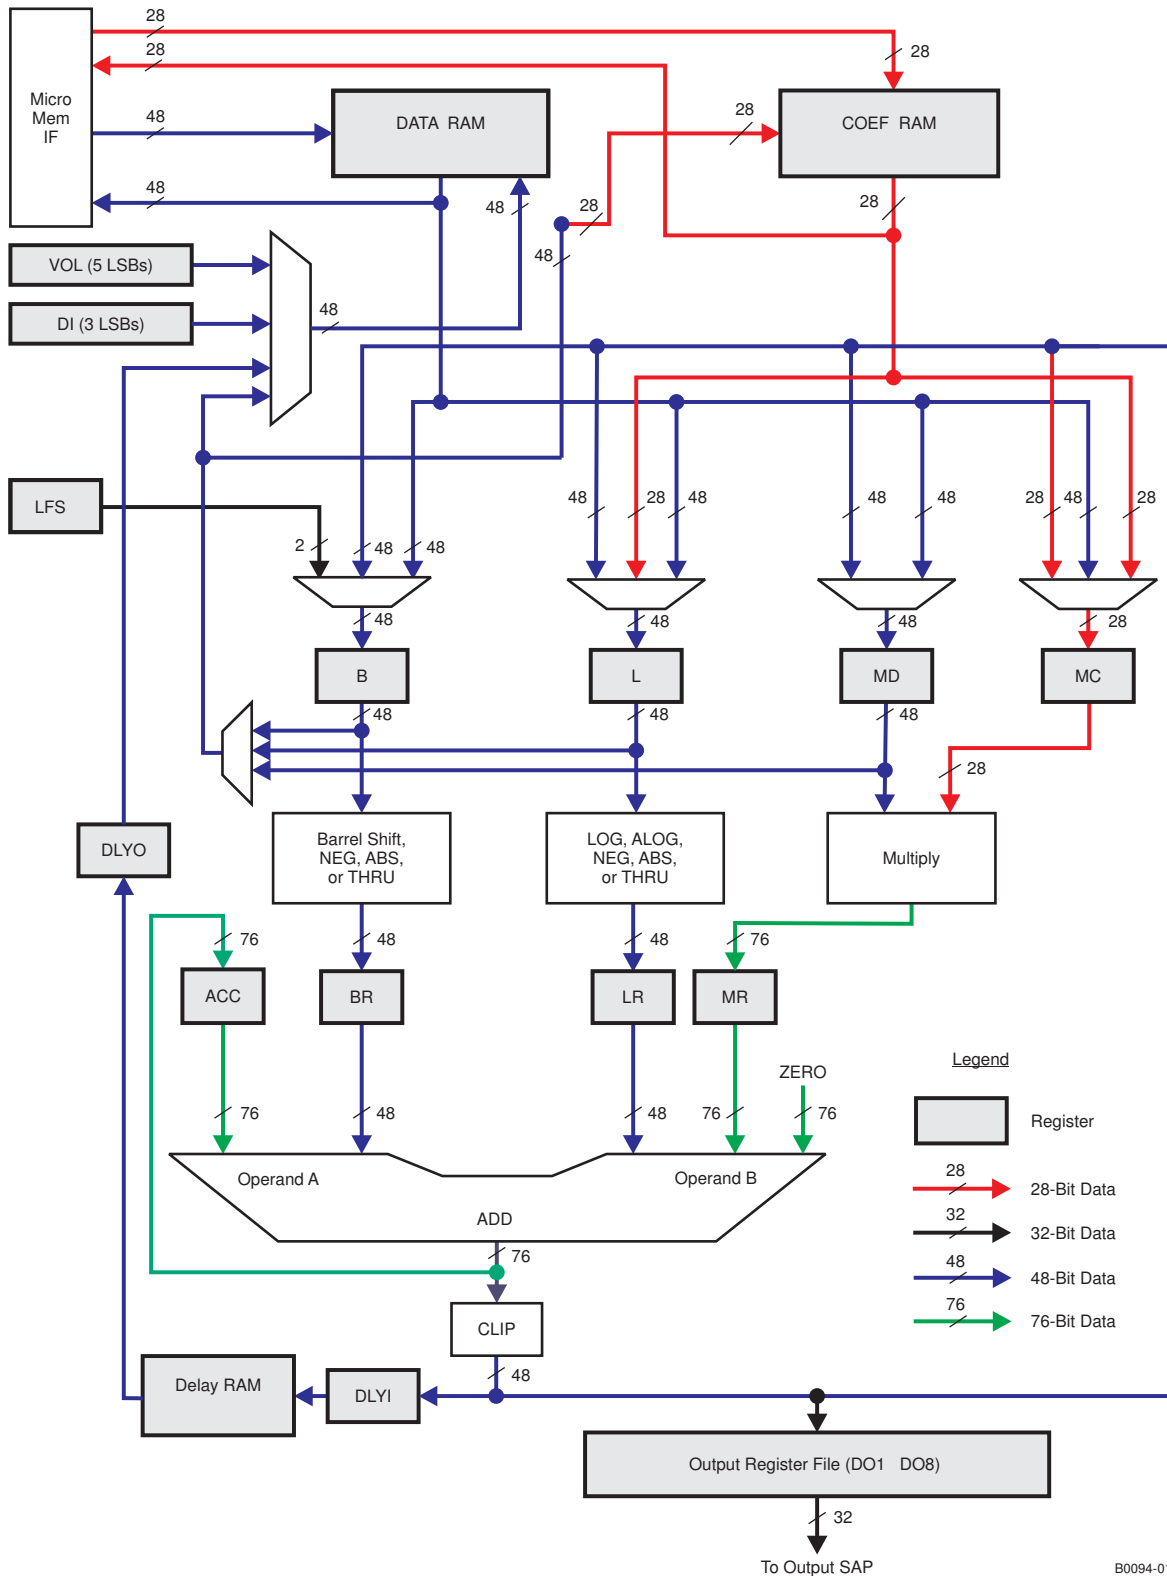 28
28
28
28
Micro
Mem
IF
48
DATA RAM
COEF RAM
48
48
28
28
48
VOL (5 LSBs)
DI (3 LSBs)
48
LFS
2
48
48
48
28
48
48
48
28
48
28
48
48
48
28
B
L
MD
MC
48
48
48
28
DLYO
Barrel Shift,
NEG, ABS,
or THRU
LOG, ALOG,
NEG, ABS,
or THRU
Multiply
76
48
48
76
ACC
BR
LR
MR
ZERO
76
48
48
76
76
Operand A
Operand B
ADD
76
CLIP
48
Delay RAM
DLYI
Output Register File (DO1 DO8)
32
To Output SAP
Legend
Register
28
28-Bit Data
32
32-Bit Data
48
48-Bit Data
76
76-Bit Data
B0094-01